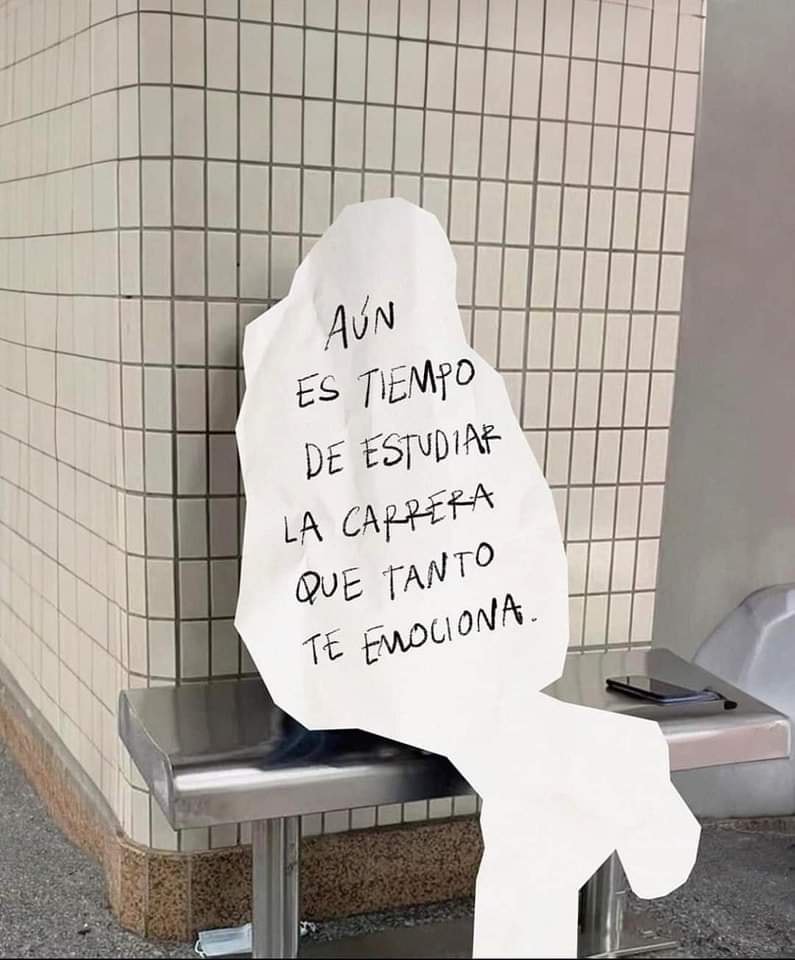 AÚN
ES TIEMPO
DE ESTUDIAR
LA CARRERA
QUE TANTO
TE EMOCIONA.